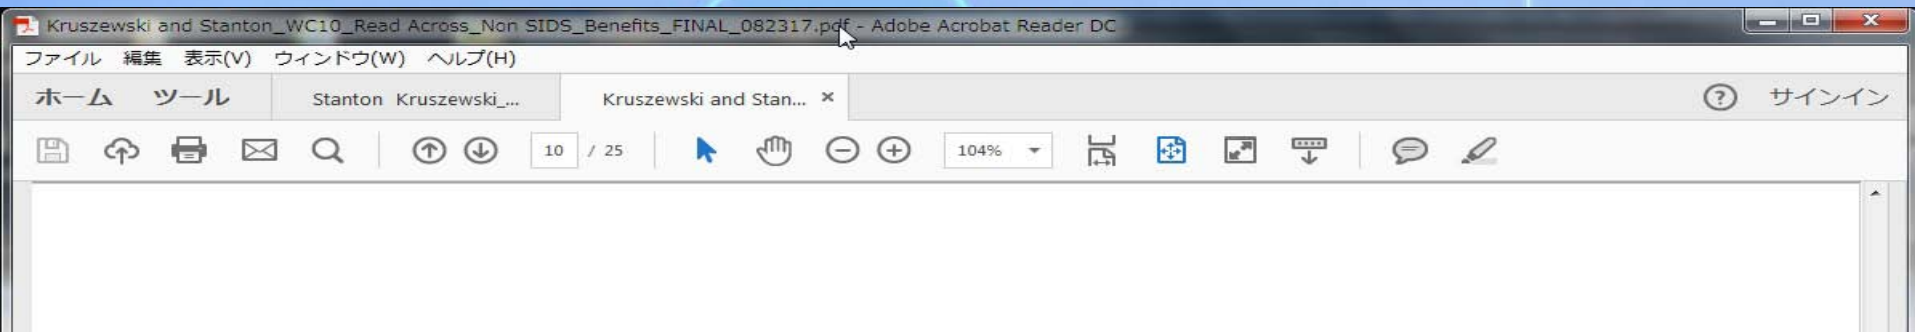 Kruszewski and Stanton_WC10_Read Across_Non SIDS_Benefits_FINAL_082317.pdf - Adobe Acrobat Reader DC
ファイル 編集 表示(V) ウィンドウ(W) ヘルプ(H)
ホーム ツール Stanton Kruszewski_... Kruszewski and Stan... × ? サインイン
10 / 25 104%